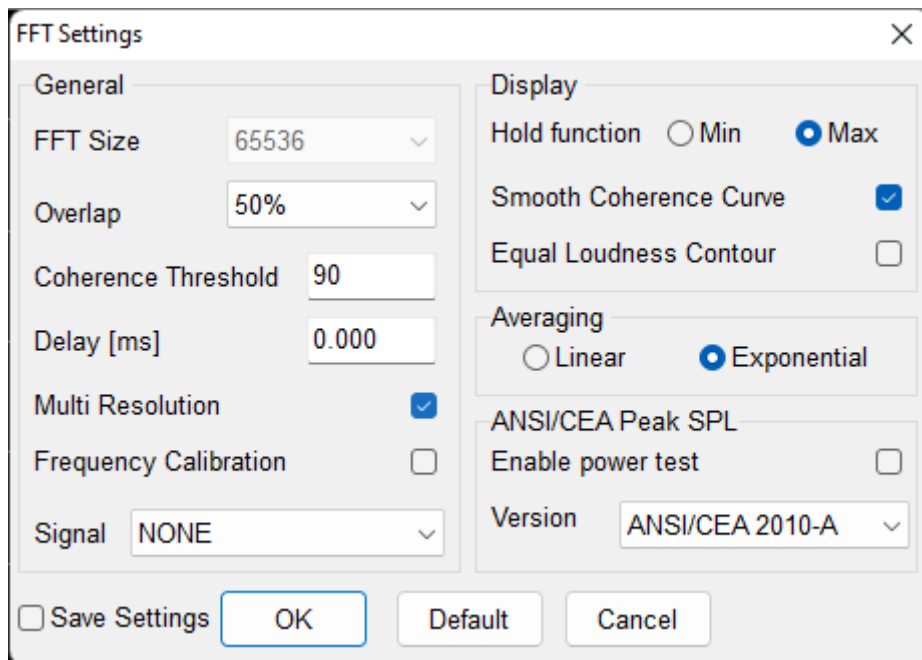 FFT Settings
General
FFT Size 65536
Overlap 50%
Coherence Threshold 90
Delay [ms] 0.000
Multi Resolution
Frequency Calibration
Signal NONE
Display
Hold function Min Max
Smooth Coherence Curve
Equal Loudness Contour
Averaging
Linear Exponential
ANSI/CEA Peak SPL
Enable power test
Version ANSI/CEA 2010-A
Save Settings OK Default Cancel